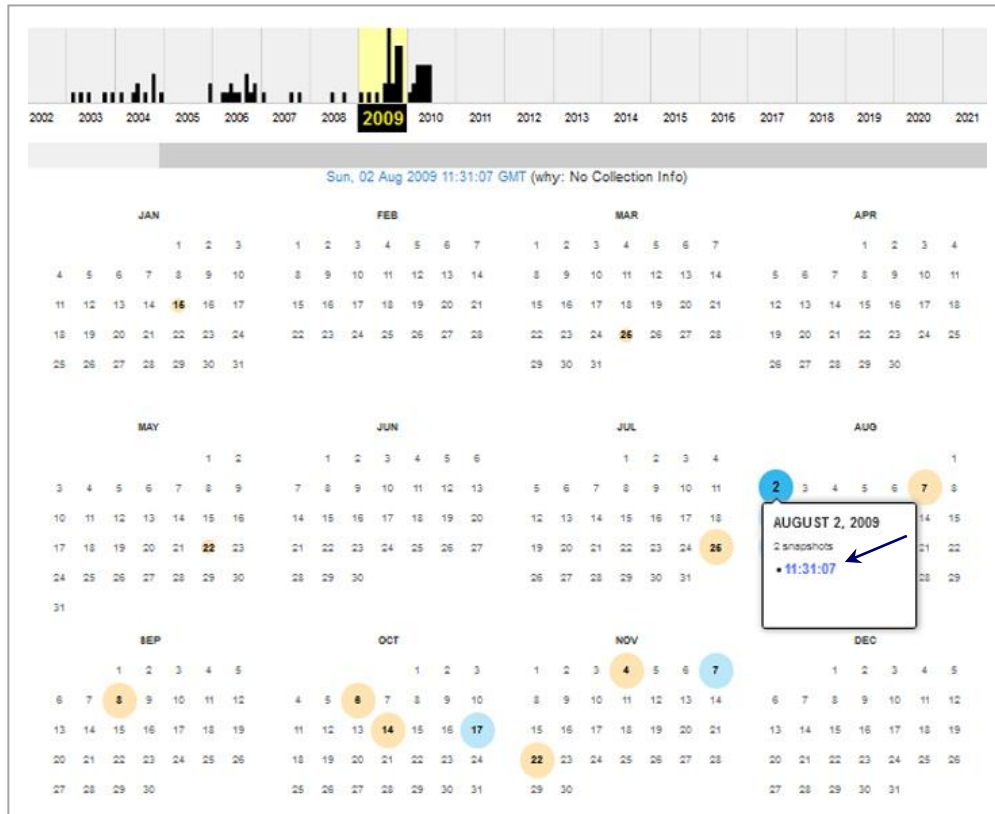 2002 2003 2004 2005 2006 2007 2008 2009 2010 2011 2012 2013 2014 2015 2016 2017 2018 2019 2020 2021
Sun, 02 Aug 2009 11:31:07 GMT (why: No Collection Info)
JAN FEB MAR APR
1 2 3 1 2 3 4 5 6 7 1 2 3 4 5 6 7 1 2 3 4
4 5 6 7 8 9 10 8 9 10 11 12 13 14 8 9 10 11 12 13 14 5 6 7 8 9 10 11
11 12 13 14 15 16 17 15 16 17 18 19 20 21 15 16 17 18 19 20 21 12 13 14 15 16 17 18
18 19 20 21 22 23 24 22 23 24 25 26 27 28 22 23 24 25 26 27 28 19 20 21 22 23 24 25
25 26 27 28 29 30 31 29 30 31 26 27 28 29 30
MAY JUN JUL AUG
1 2 1 2 3 4 5 6 1 2 3 4 1
3 4 5 6 7 8 9 7 8 9 10 11 12 13 5 6 7 8 9 10 11 2 3 4 5 6 7 8
10 11 12 13 14 15 16 14 15 16 17 18 19 20 12 13 14 15 16 17 18 14 15
17 18 19 20 21 22 23 21 22 23 24 25 26 27 19 20 21 22 23 24 25 21 22
24 25 26 27 28 29 30 28 29 30 26 27 28 29 30 31 28 29
31
AUGUST 2, 2009
2 snapshots
• 11:31:07
SEP OCT NOV DEC
1 2 3 4 5 1 2 3 1 2 3 4 5 6 7 1 2 3 4 5
6 7 8 9 10 11 12 4 5 6 7 8 9 10 8 9 10 11 12 13 14 6 7 8 9 10 11 12
13 14 15 16 17 18 19 11 12 13 14 15 16 17 15 16 17 18 19 20 21 13 14 15 16 17 18 19
20 21 22 23 24 25 26 18 19 20 21 22 23 24 22 23 24 25 26 27 28 20 21 22 23 24 25 26
27 28 29 30 25 26 27 28 29 30 31 29 30 27 28 29 30 31